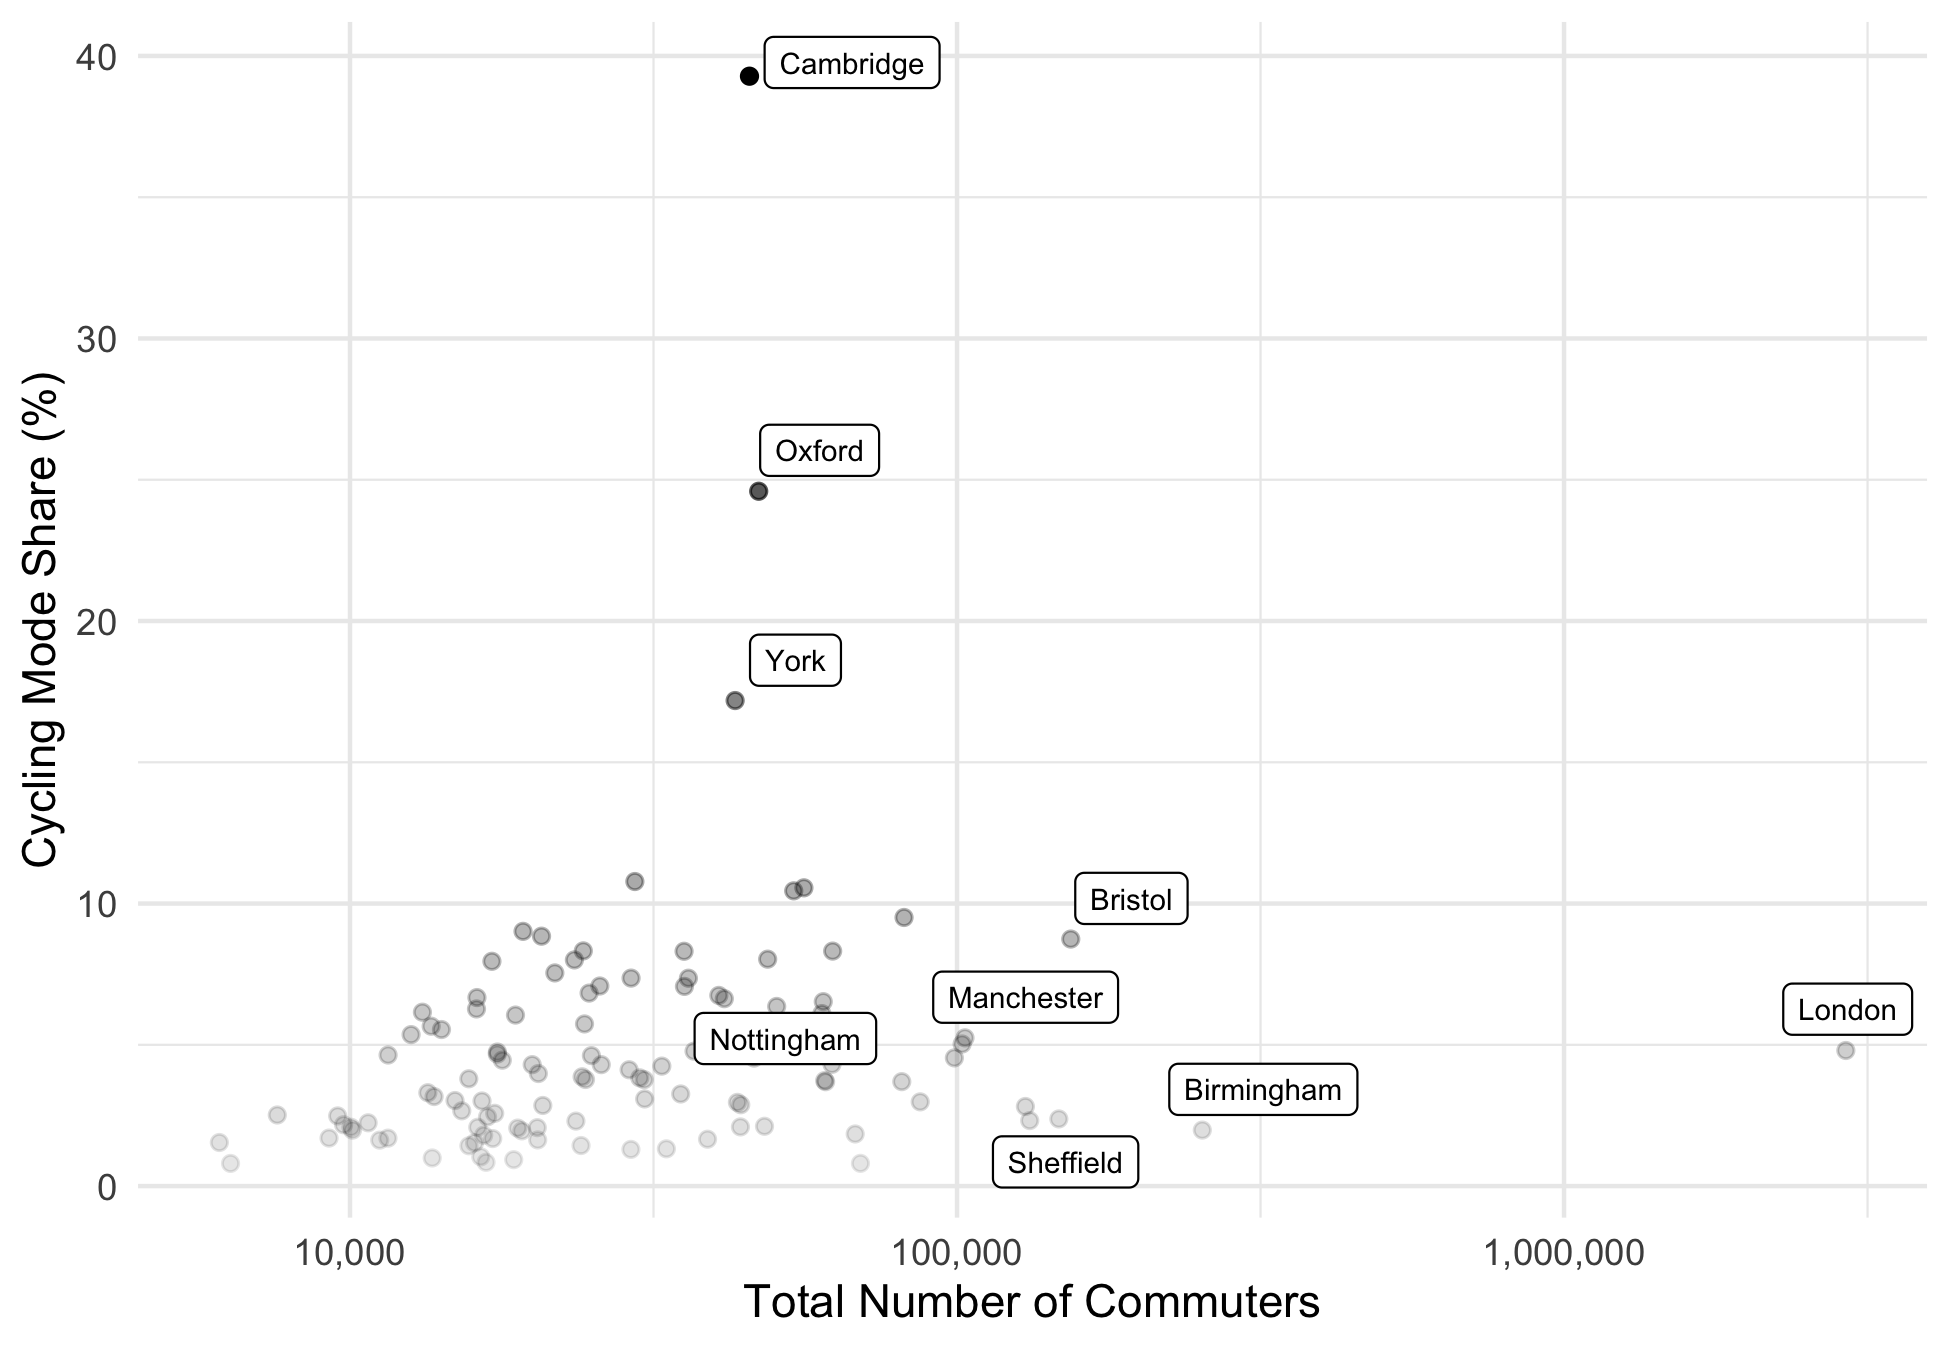 40
Cambridge
30
Oxford
20
York
10
Bristol
Manchester
London
Nottingham
Birmingham
Sheffield
0
10,000
100,000
1,000,000
Total Number of Commuters
Cycling Mode Share (%)